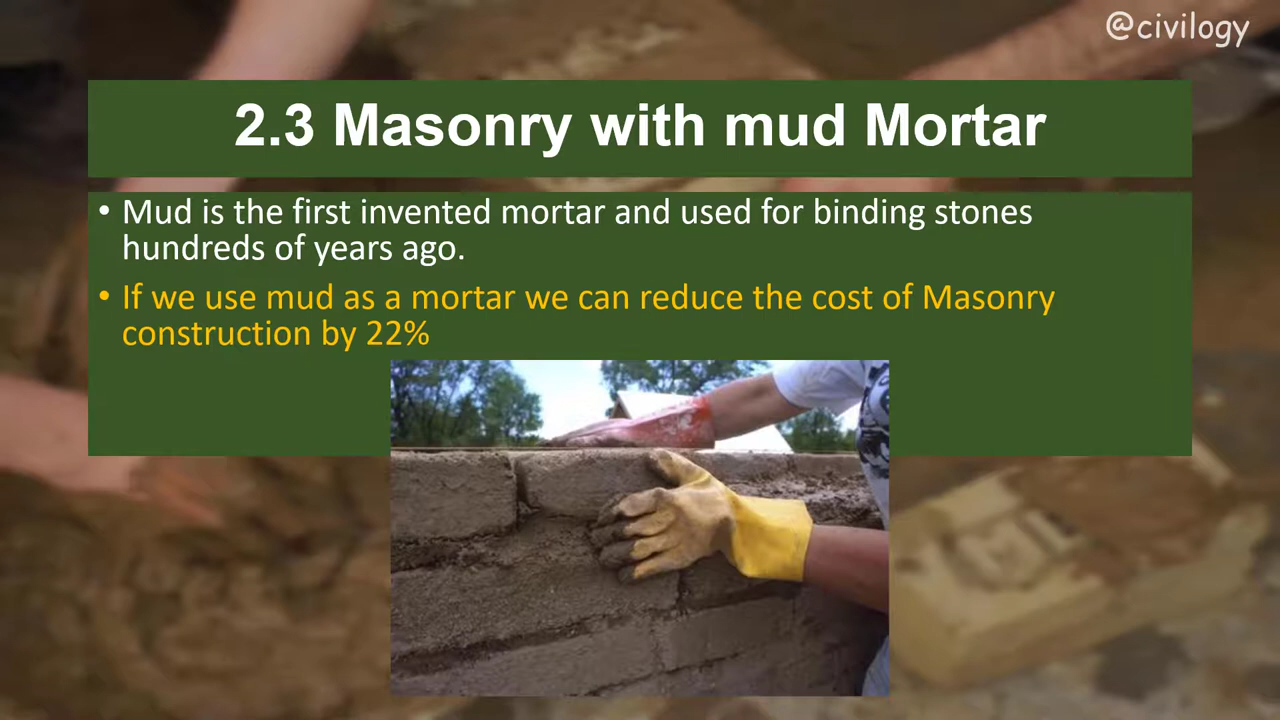 @civilogy
2.3 Masonry with mud Mortar
• Mud is the first invented mortar and used for binding stones
hundreds of years ago.
• If we use mud as a mortar we can reduce the cost of Masonry
construction by 22%